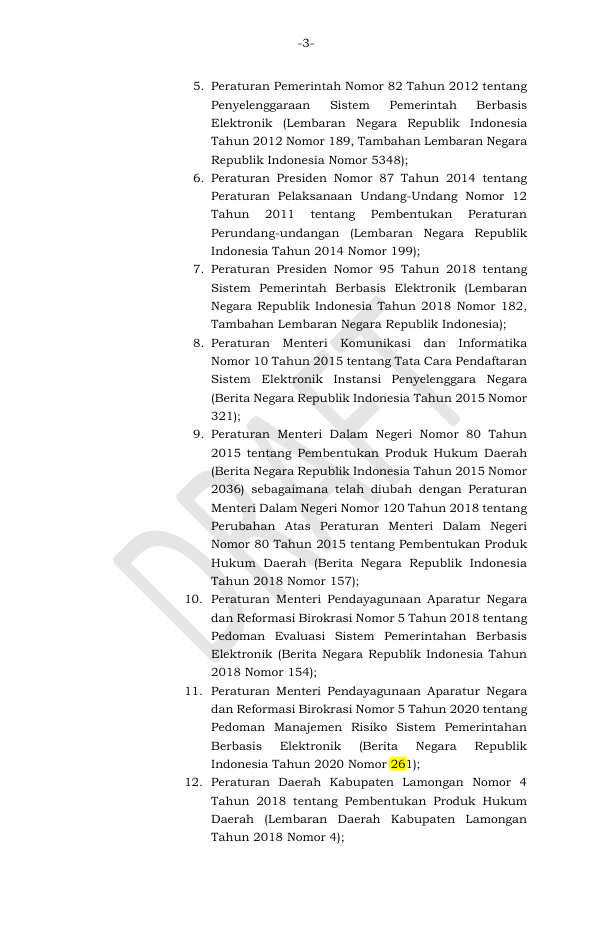 -3-
5. Peraturan Pemerintah Nomor 82 Tahun 2012 tentang
Penyelenggaraan Sistem Pemerintah Berbasis
Elektronik (Lembaran Negara Republik Indonesia
Tahun 2012 Nomor 189, Tambahan Lembaran Negara
Republik Indonesia Nomor 5348);
6. Peraturan Presiden Nomor 87 Tahun 2014 tentang
Peraturan Pelaksanaan Undang-Undang Nomor 12
Tahun 2011 tentang Pembentukan Peraturan
Perundang-undangan (Lembaran Negara Republik
Indonesia Tahun 2014 Nomor 199);
7. Peraturan Presiden Nomor 95 Tahun 2018 tentang
Sistem Pemerintah Berbasis Elektronik (Lembaran
Negara Republik Indonesia Tahun 2018 Nomor 182,
Tambahan Lembaran Negara Republik Indonesia);
8. Peraturan Menteri Komunikasi dan Informatika
Nomor 10 Tahun 2015 tentang Tata Cara Pendaftaran
Sistem Elektronik Instansi Penyelenggara Negara
(Berita Negara Republik Indonesia Tahun 2015 Nomor
321);
9. Peraturan Menteri Dalam Negeri Nomor 80 Tahun
2015 tentang Pembentukan Produk Hukum Daerah
(Berita Negara Republik Indonesia Tahun 2015 Nomor
2036) sebagaimana telah diubah dengan Peraturan
Menteri Dalam Negeri Nomor 120 Tahun 2018 tentang
Perubahan Atas Peraturan Menteri Dalam Negeri
Nomor 80 Tahun 2015 tentang Pembentukan Produk
Hukum Daerah (Berita Negara Republik Indonesia
Tahun 2018 Nomor 157);
10. Peraturan Menteri Pendayagunaan Aparatur Negara
dan Reformasi Birokrasi Nomor 5 Tahun 2018 tentang
Pedoman Evaluasi Sistem Pemerintahan Berbasis
Elektronik (Berita Negara Republik Indonesia Tahun
2018 Nomor 154);
11. Peraturan Menteri Pendayagunaan Aparatur Negara
dan Reformasi Birokrasi Nomor 5 Tahun 2020 tentang
Pedoman Manajemen Risiko Sistem Pemerintahan
Berbasis Elektronik (Berita Negara Republik
Indonesia Tahun 2020 Nomor 261);
12. Peraturan Daerah Kabupaten Lamongan Nomor 4
Tahun 2018 tentang Pembentukan Produk Hukum
Daerah (Lembaran Daerah Kabupaten Lamongan
Tahun 2018 Nomor 4);
DRAFT